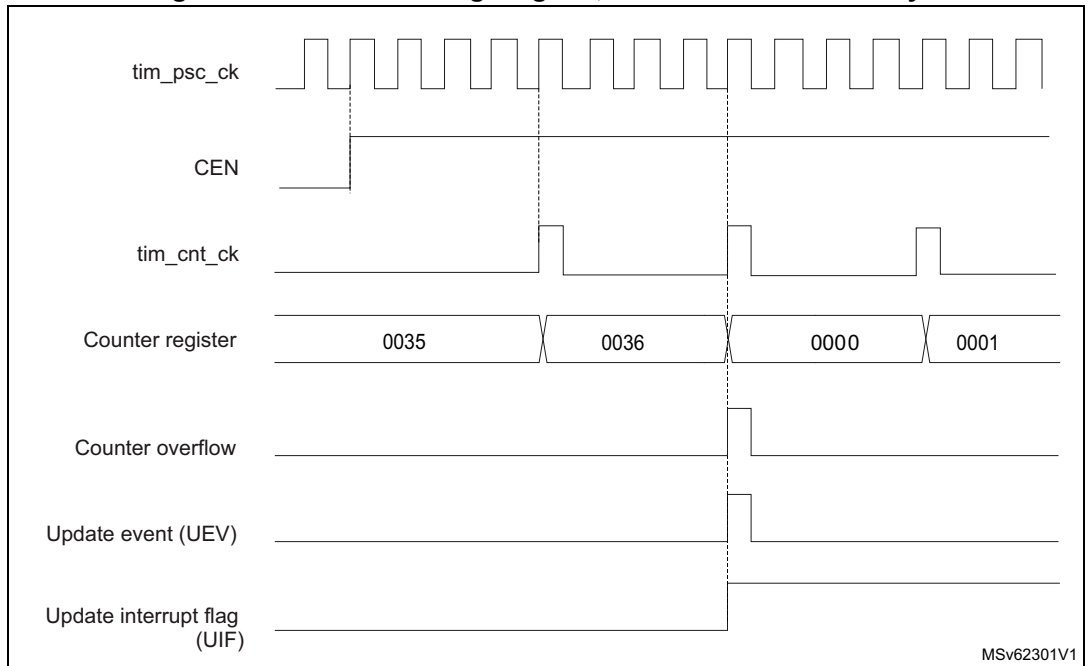 tim_psc_ck
CEN
tim_cnt_ck
Counter register
0035
0036
0000
0001
Counter overflow
Update event (UEV)
Update interrupt flag
(UIF)
MSv62301V1